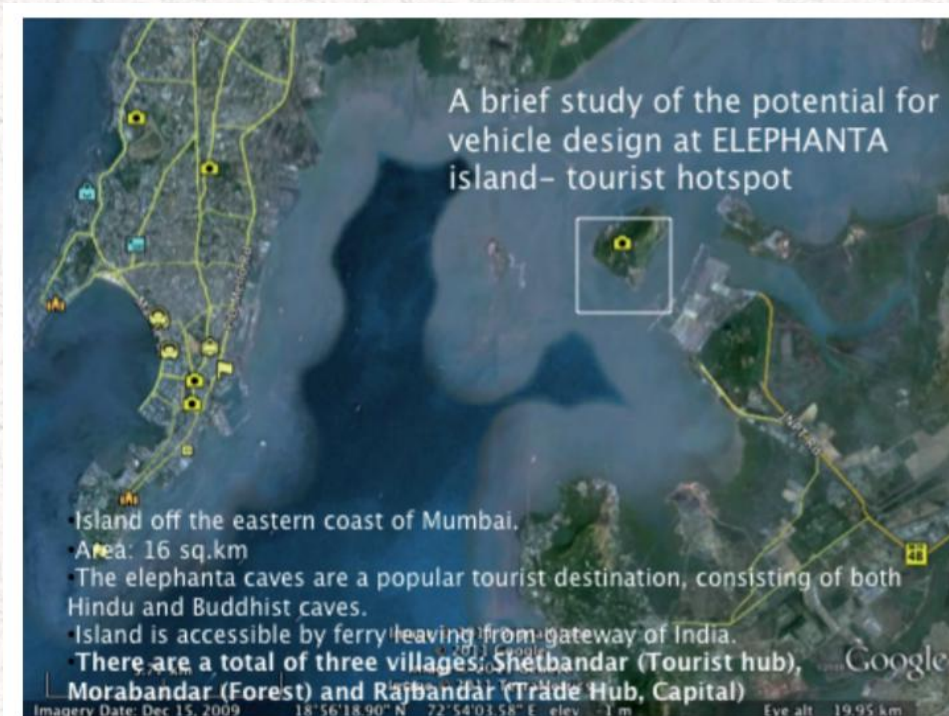 A brief study of the potential for
vehicle design at ELEPHANTA
island- tourist hotspot
•Island off the eastern coast of Mumbai.
•Area: 16 sq.km
•The elephanta caves are a popular tourist destination, consisting of both
Hindu and Buddhist caves.
•Island is accessible by ferry leaving from gateway of India.
•There are a total of three villages: Shetbandar (Tourist hub),
Morabandar (Forest) and Rajbandar (Trade Hub, Capital)
Google
Imagery Date: Dec 15, 2009 18°56'18.90" N 72°54'03.58" E elev -1 m Eye alt 19.95 km